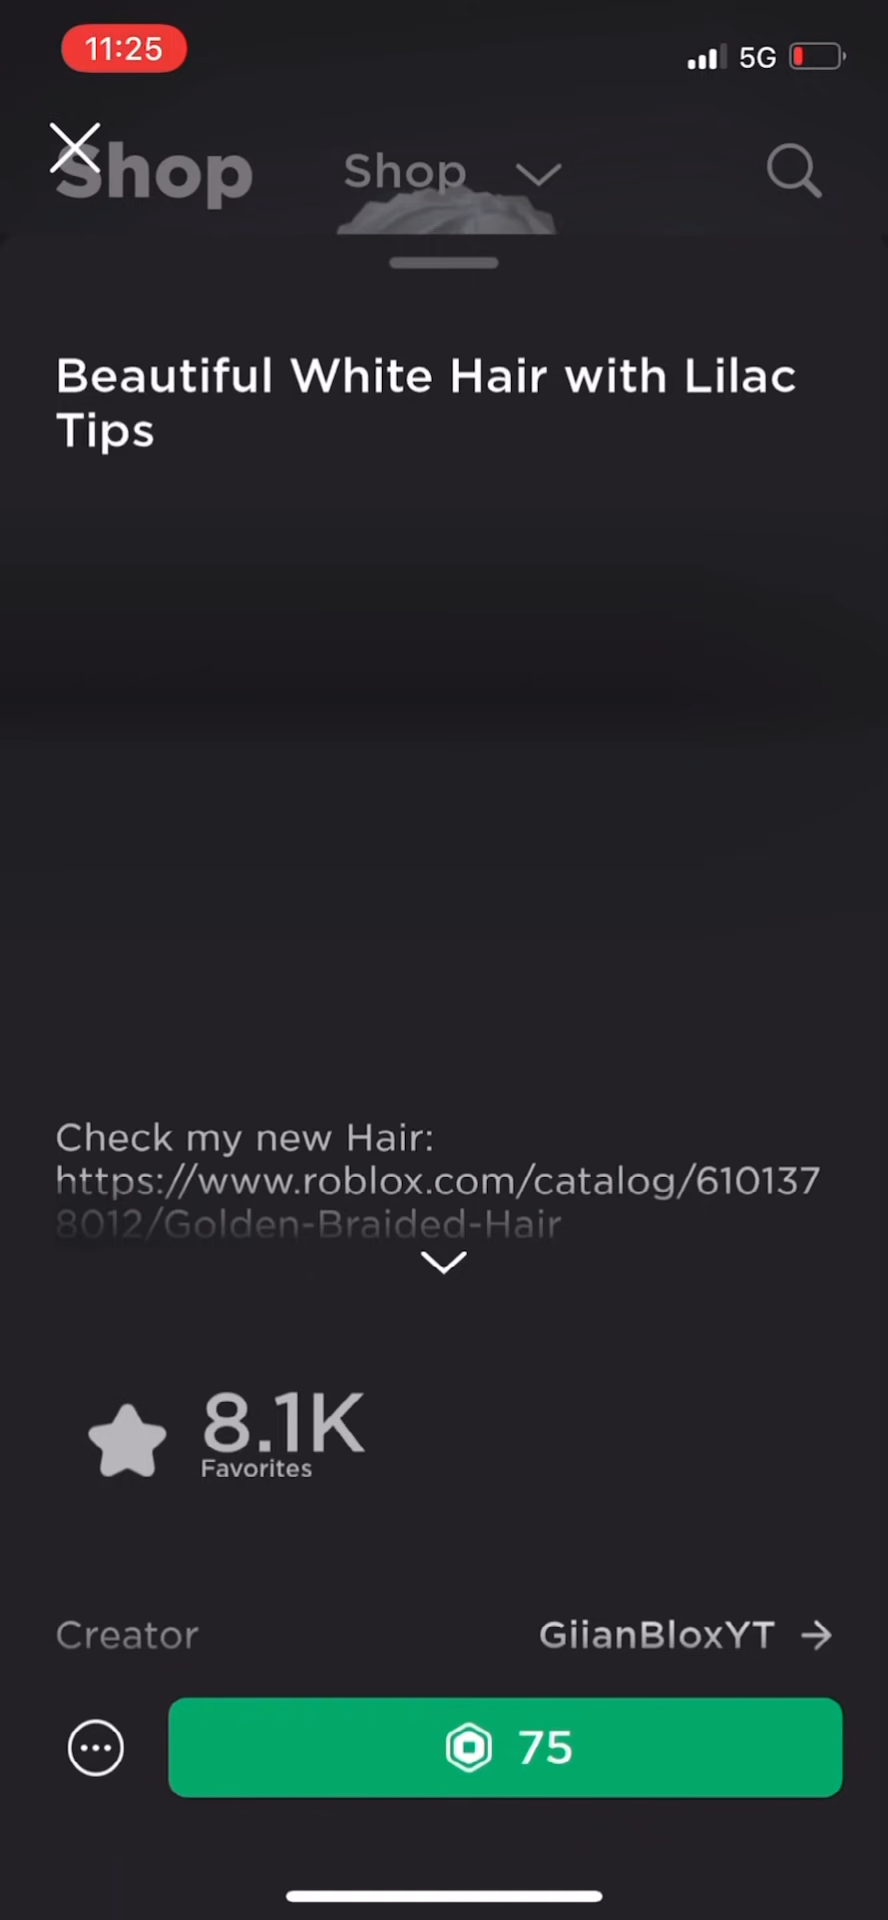 11:25
5G
Shop
Shop
Beautiful White Hair with Lilac
Tips
Check my new Hair:
https://www.roblox.com/catalog/610137
8012/Golden-Braided-Hair
8.1K
Favorites
Creator
GiianBloxYT
75